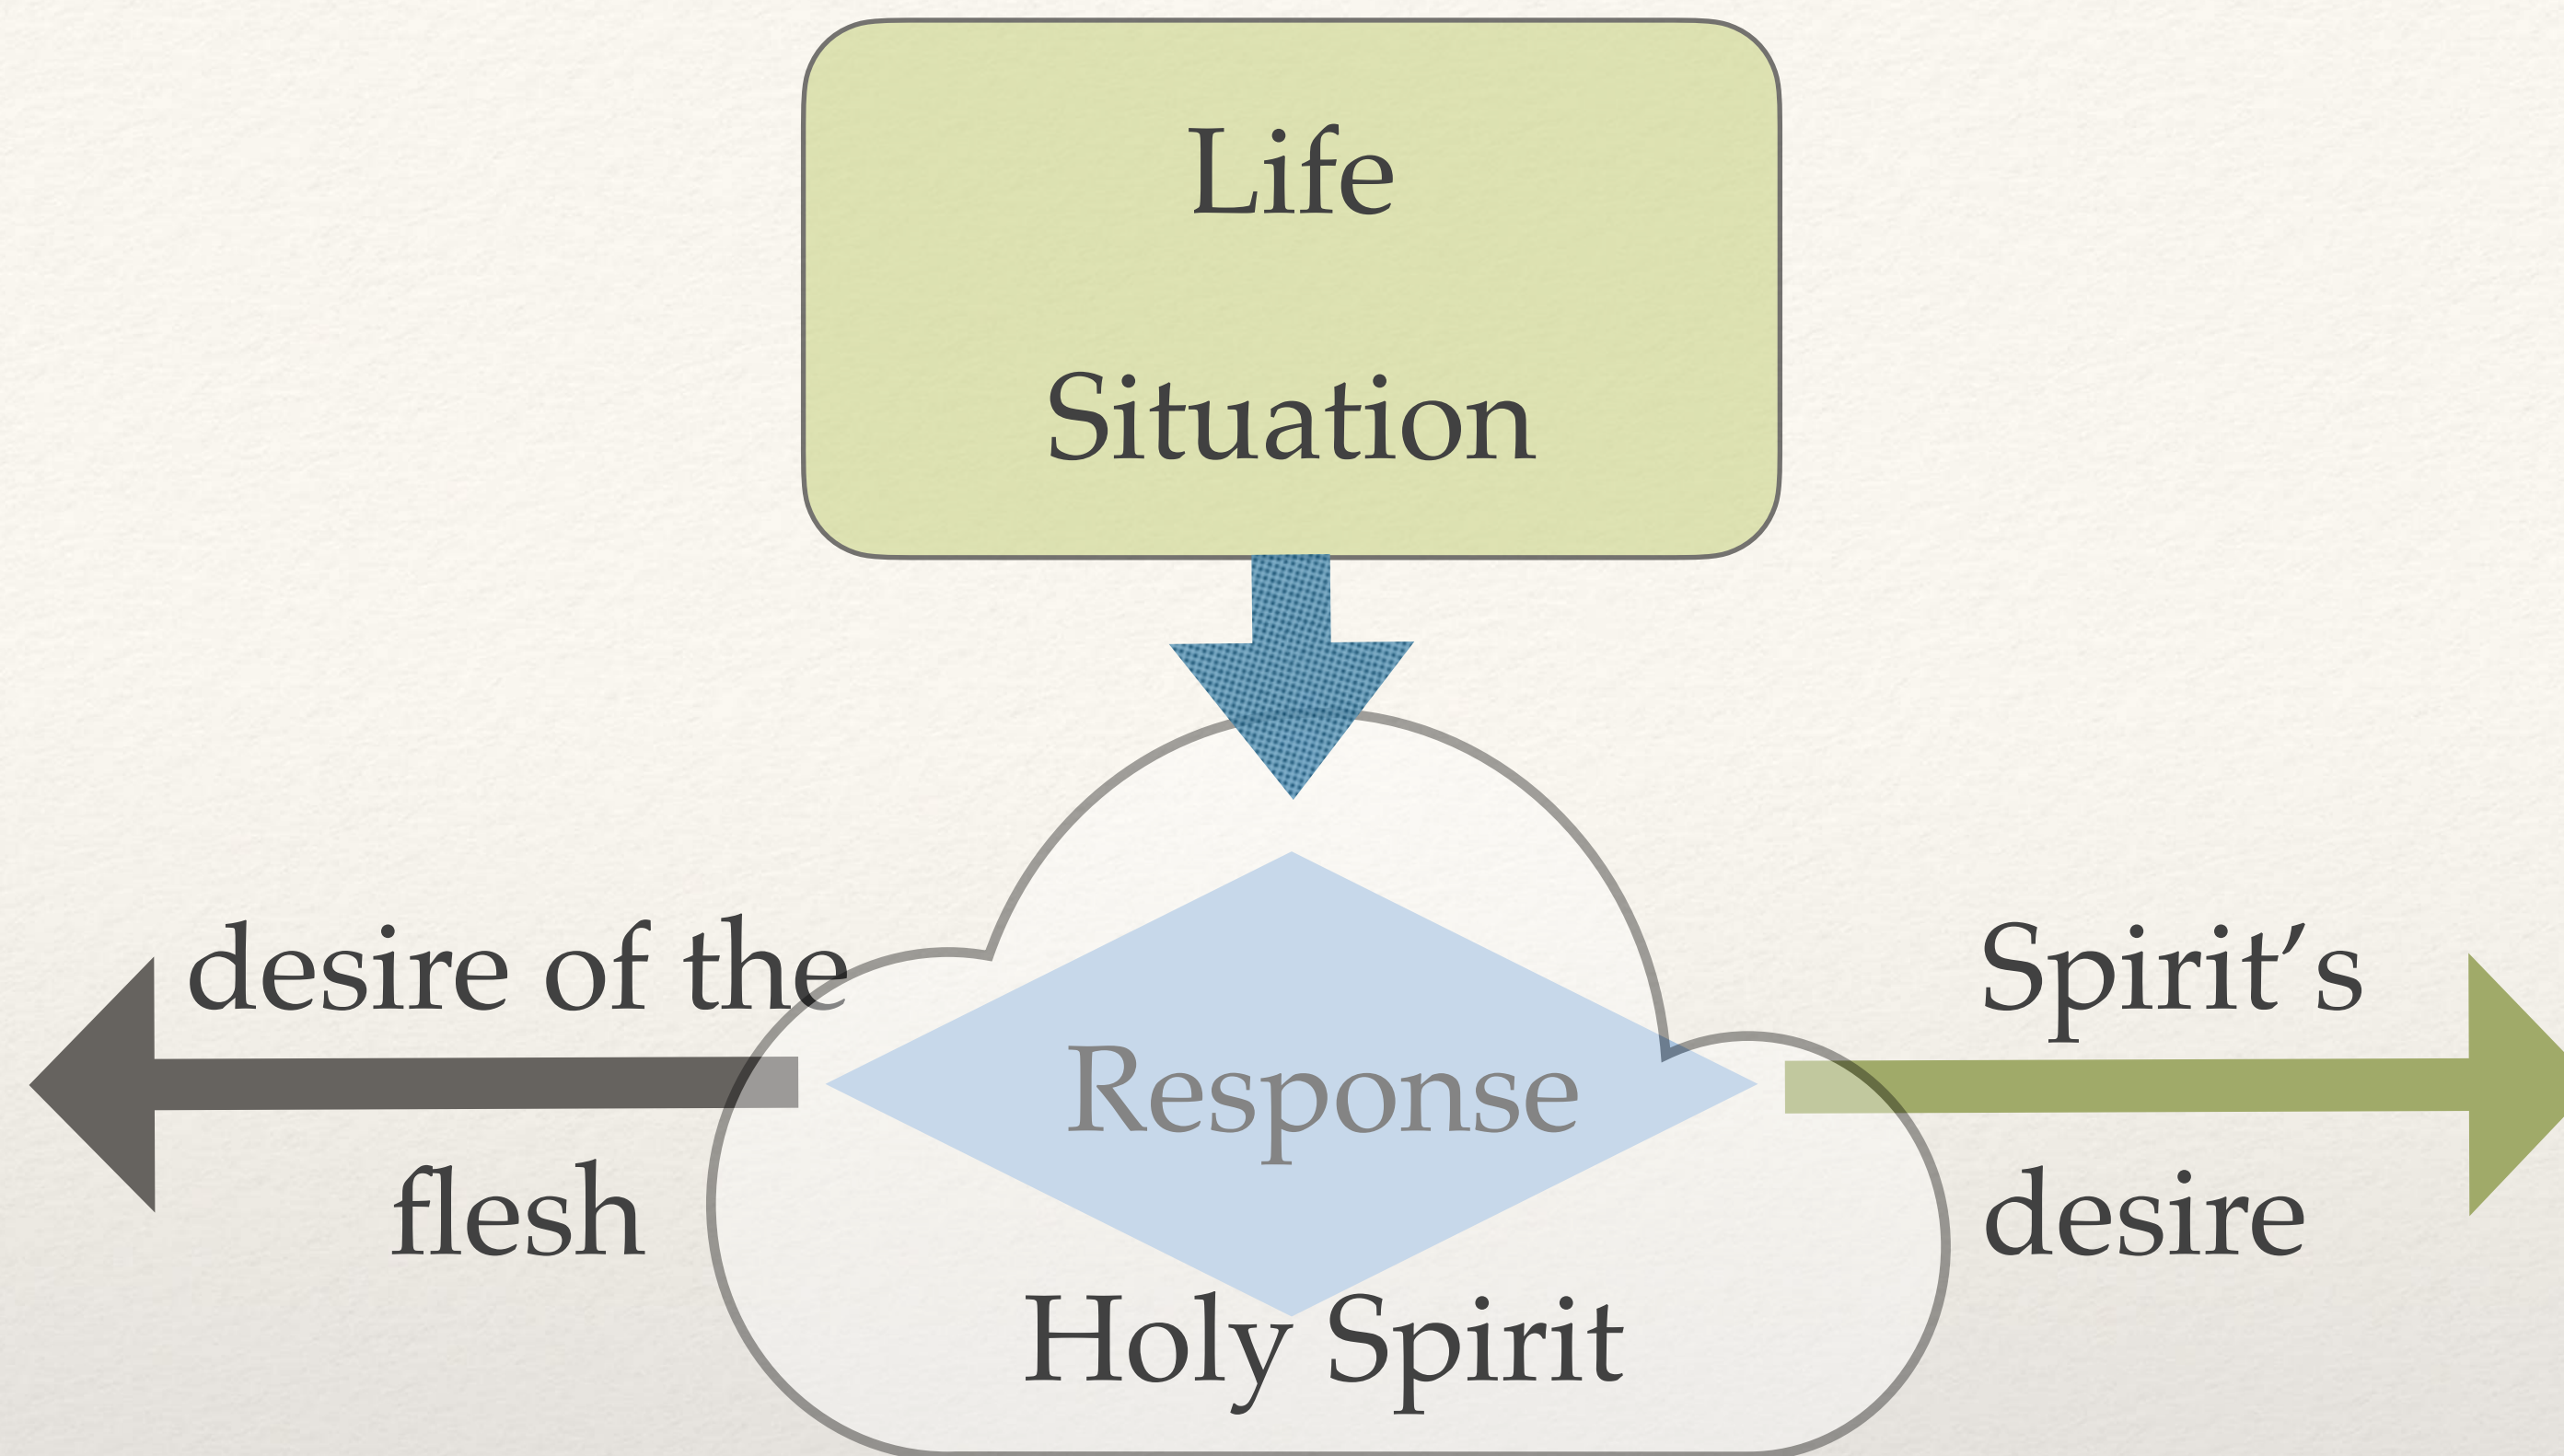 Life
Situation
desire of the
flesh
Response
Spirit’s
desire
Holy Spirit